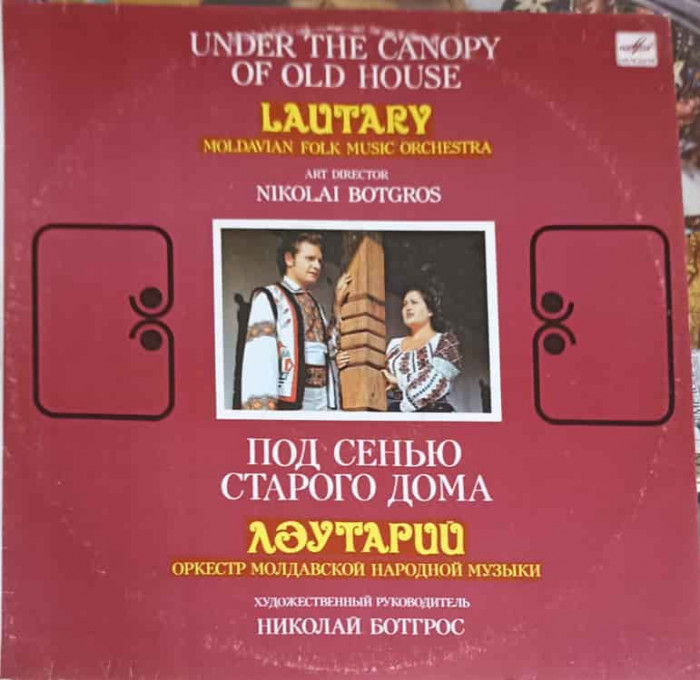 UNDER THE CANOPY
OF OLD HOUSE
LAUTARY
MOLDAVIAN FOLK MUSIC ORCHESTRA
ART DIRECTOR
NIKOLAI BOTGROS
ПОД СЕНЬЮ
СТАРОГО ДОМА
ЛЭУТАРИЙ
ОРКЕСТР МОЛДАВСКОЙ НАРОДНОЙ МУЗЫКИ
ХУДОЖЕСТВЕННЫЙ РУКОВОДИТЕЛЬ
НИКОЛАЙ БОТГРОС